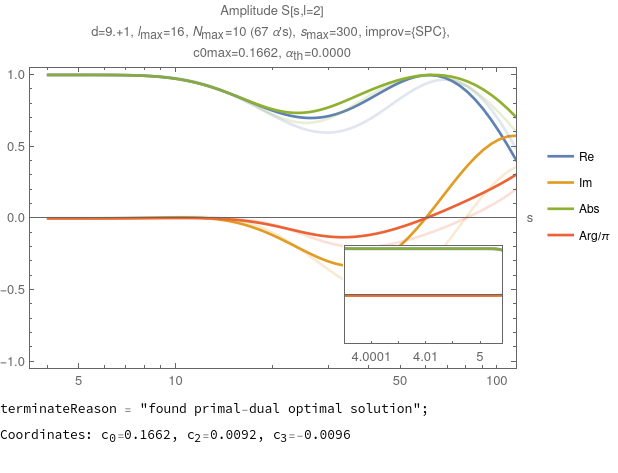 Amplitude S[s,l=2]
d=9.+1, lmax=16, Nmax=10 (67 α's), smax=300, improv={SPC},
c0max=0.1662, αth=0.0000
1.0
0.5
0.0
−0.5
−1.0
5
10
50
100
s
Re
Im
Abs
Arg/π
4.0001
4.01
5
terminateReason = "found primal-dual optimal solution";
Coordinates: c0=0.1662, c2=0.0092, c3=-0.0096